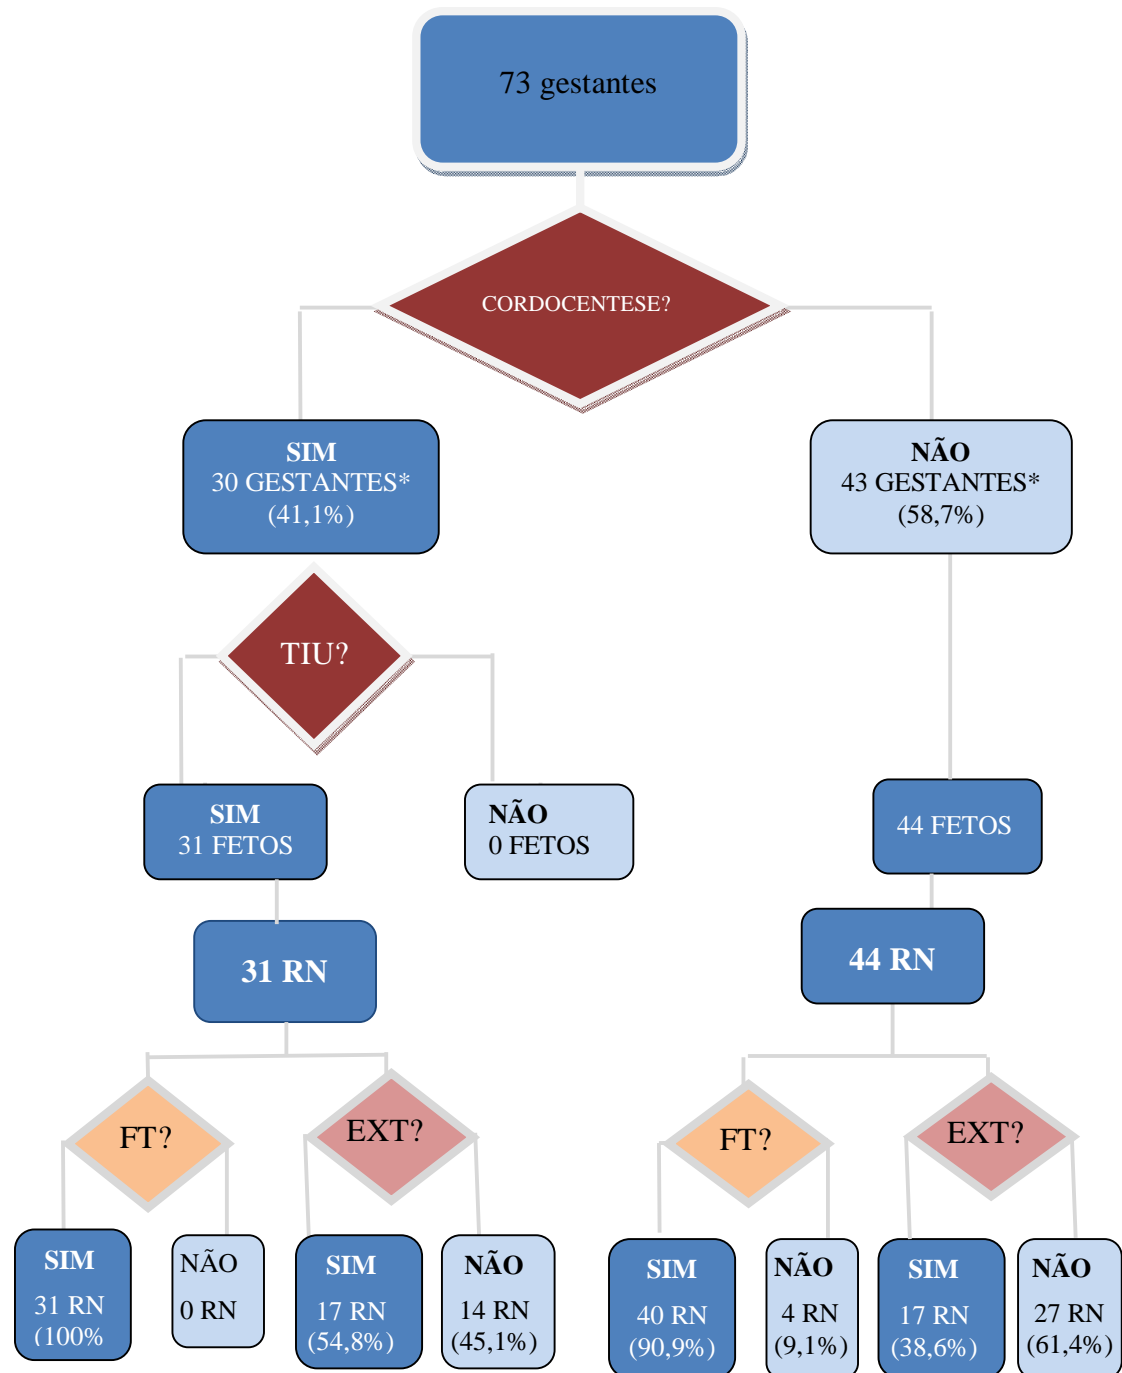 73 gestantes
CORDOCENTESE?
SIM
30 GESTANTES*
(41,1%)
NÃO
43 GESTANTES*
(58,7%)
TIU?
SIM
31 FETOS
NÃO
0 FETOS
44 FETOS
31 RN
44 RN
FT?
EXT?
FT?
EXT?
SIM
31 RN
(100%
NÃO
0 RN
SIM
17 RN
(54,8%)
NÃO
14 RN
(45,1%)
SIM
40 RN
(90,9%)
NÃO
4 RN
(9,1%)
SIM
17 RN
(38,6%)
NÃO
27 RN
(61,4%)